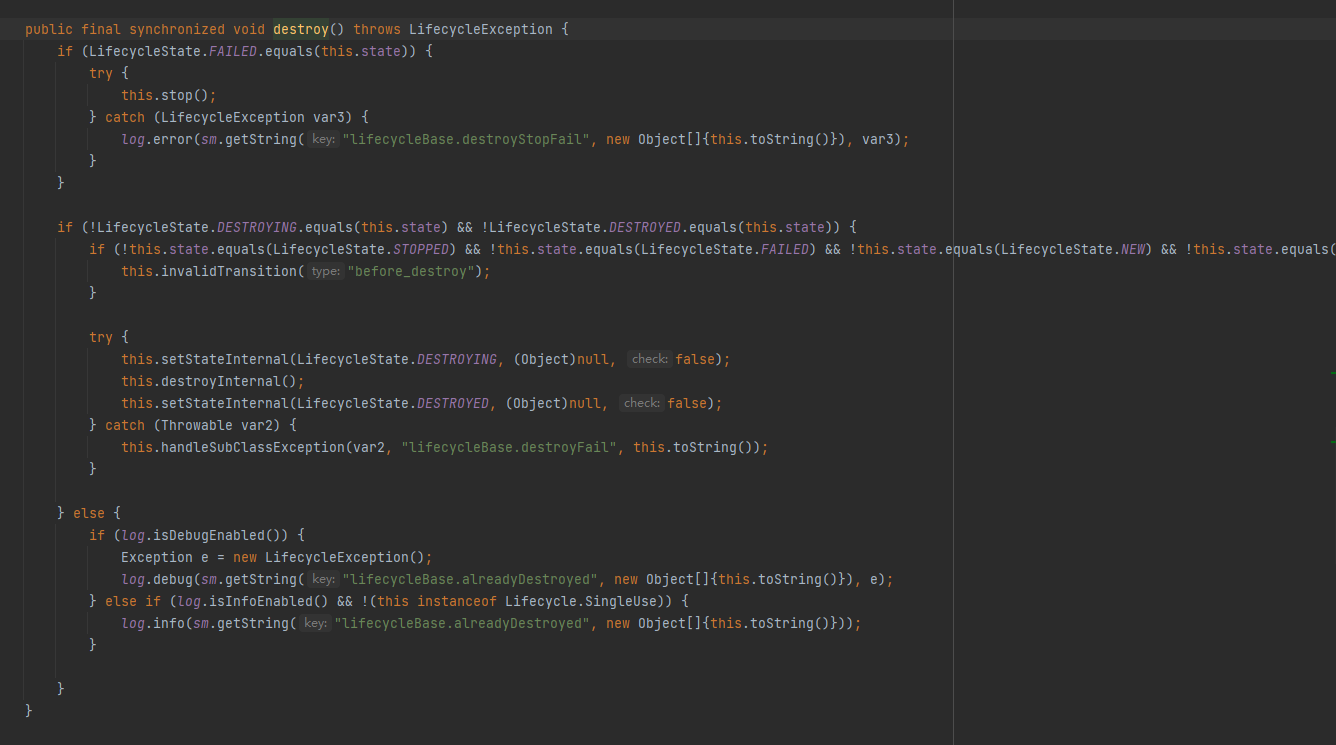 public final synchronized void destroy() throws LifecycleException {
    if (LifecycleState.FAILED.equals(this.state)) {
        try {
            this.stop();
        } catch (LifecycleException var3) {
            log.error(sm.getString( key: "lifecycleBase.destroyStopFail", new Object[]{this.toString()}), var3);
        }
    }

    if (!LifecycleState.DESTROYING.equals(this.state) && !LifecycleState.DESTROYED.equals(this.state)) {
        if (!this.state.equals(LifecycleState.STOPPED) && !this.state.equals(LifecycleState.FAILED) && !this.state.equals(LifecycleState.NEW) && !this.state.equals(
            this.invalidTransition( type: "before_destroy");
        }

        try {
            this.setStateInternal(LifecycleState.DESTROYING, (Object)null, check: false);
            this.destroyInternal();
            this.setStateInternal(LifecycleState.DESTROYED, (Object)null, check: false);
        } catch (Throwable var2) {
            this.handleSubClassException(var2, "lifecycleBase.destroyFail", this.toString());
        }

    } else {
        if (log.isDebugEnabled()) {
            Exception e = new LifecycleException();
            log.debug(sm.getString( key: "lifecycleBase.alreadyDestroyed", new Object[]{this.toString()}), e);
        } else if (log.isInfoEnabled() && !(this instanceof Lifecycle.SingleUse)) {
            log.info(sm.getString( key: "lifecycleBase.alreadyDestroyed", new Object[]{this.toString()}));
        }

    }
}